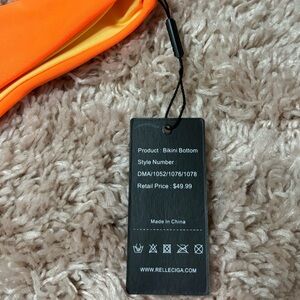 Product : Bikini Bottom
Style Number
DMA/1052/1076/1078
Retail Price : $49.99
Made In China
WWW.RELLECIGA.COM